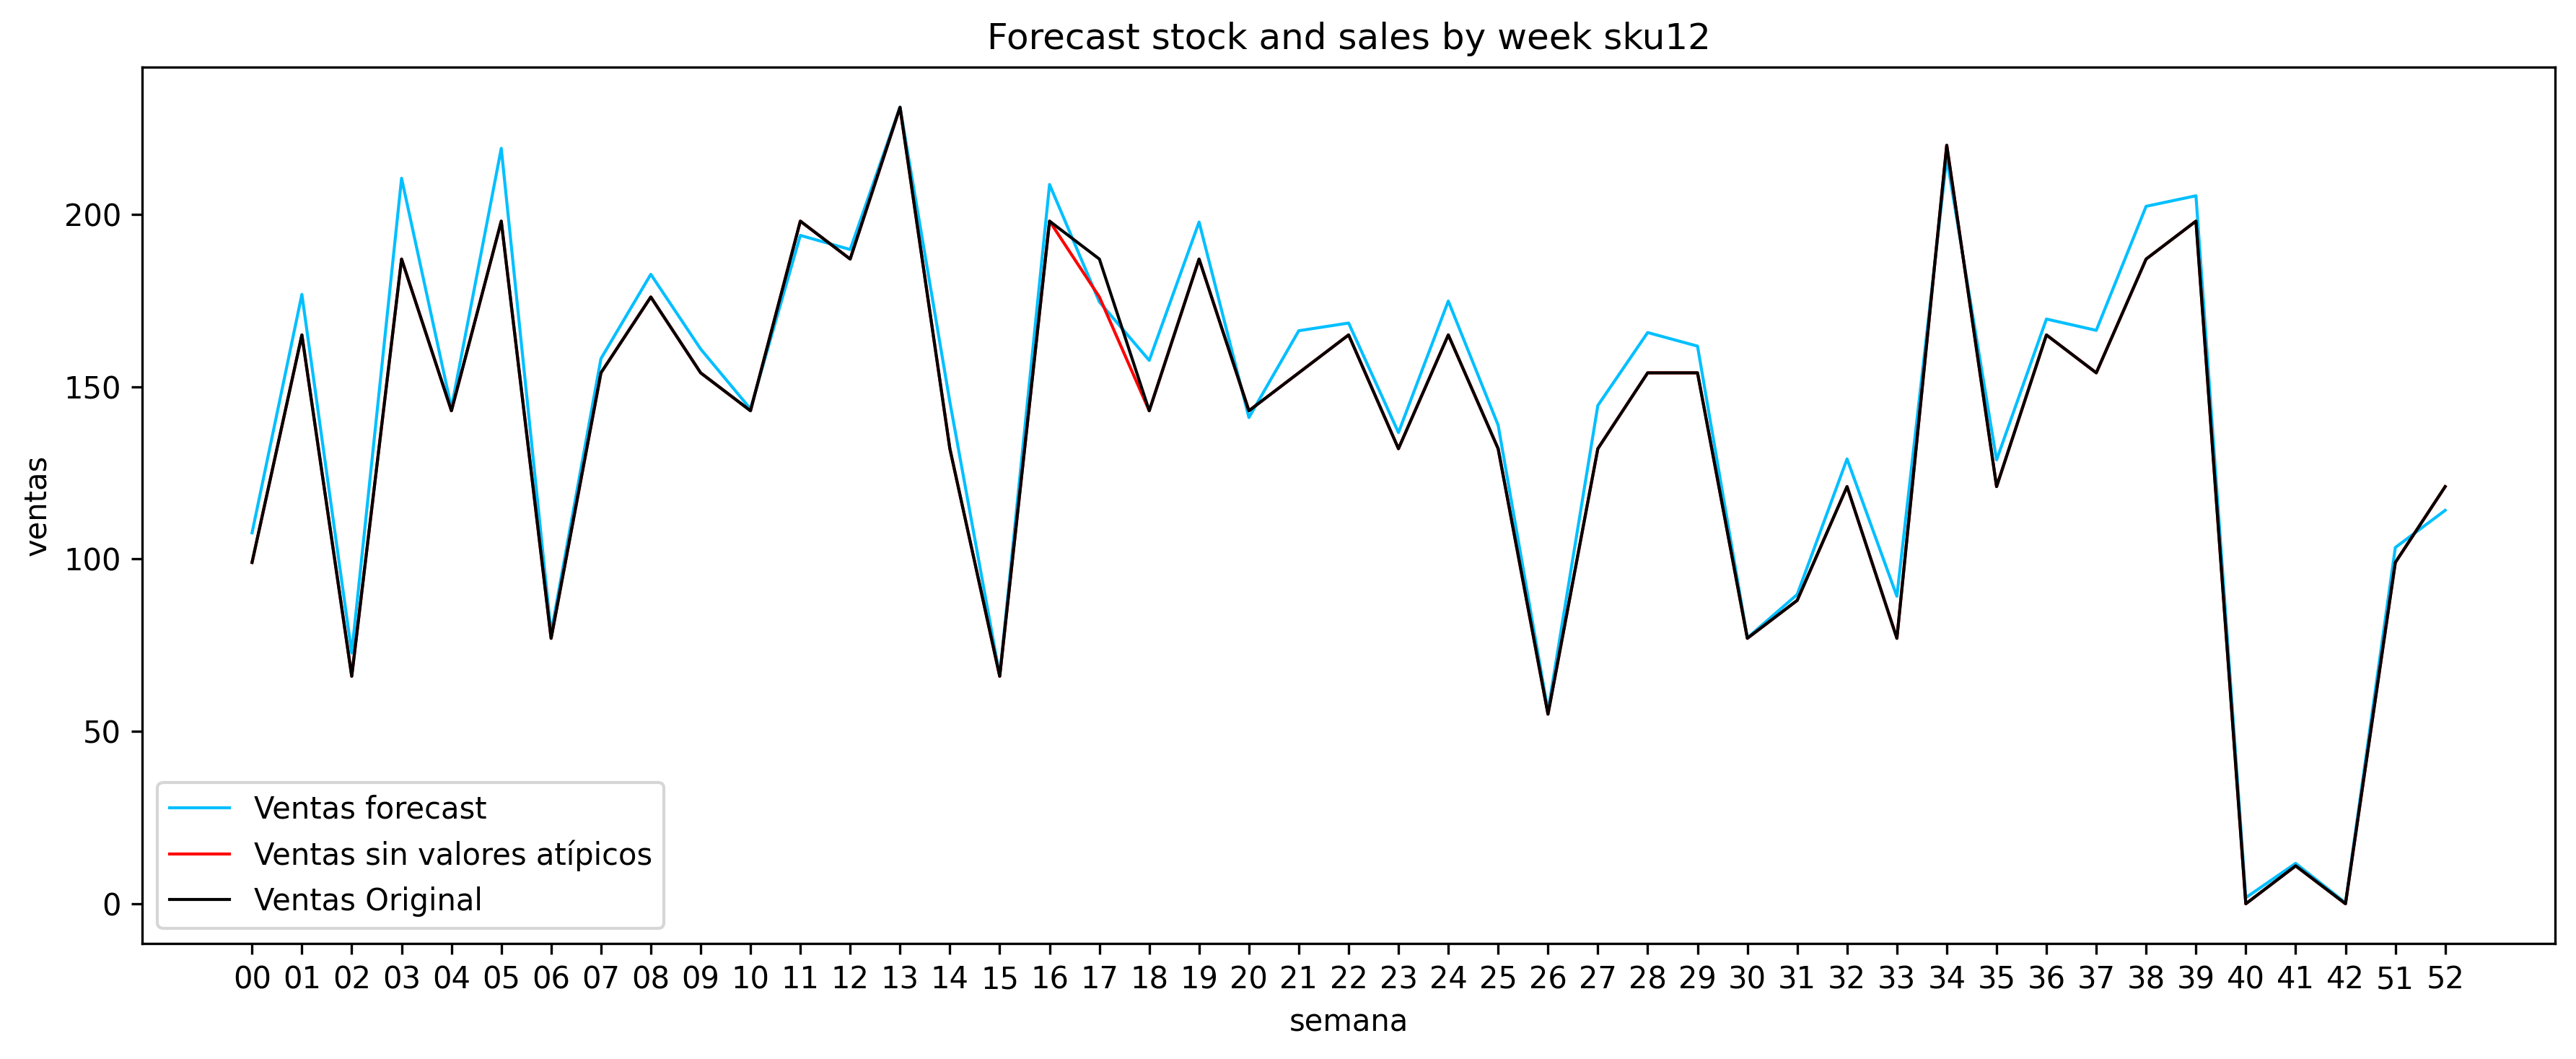 Forecast stock and sales by week sku12
ventas
200
150
100
50
0
Ventas forecast
Ventas sin valores atípicos
Ventas Original
00 01 02 03 04 05 06 07 08 09 10 11 12 13 14 15 16 17 18 19 20 21 22 23 24 25 26 27 28 29 30 31 32 33 34 35 36 37 38 39 40 41 42 51 52
semana